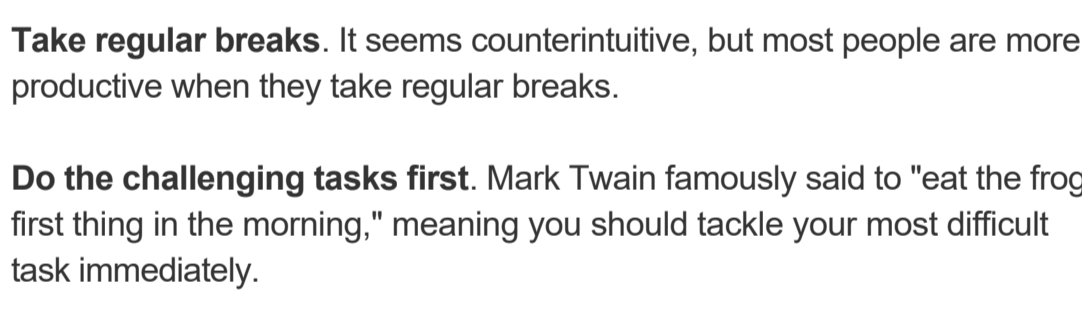 Take regular breaks. It seems counterintuitive, but most people are more
productive when they take regular breaks.
Do the challenging tasks first. Mark Twain famously said to "eat the frog
first thing in the morning," meaning you should tackle your most difficult
task immediately.